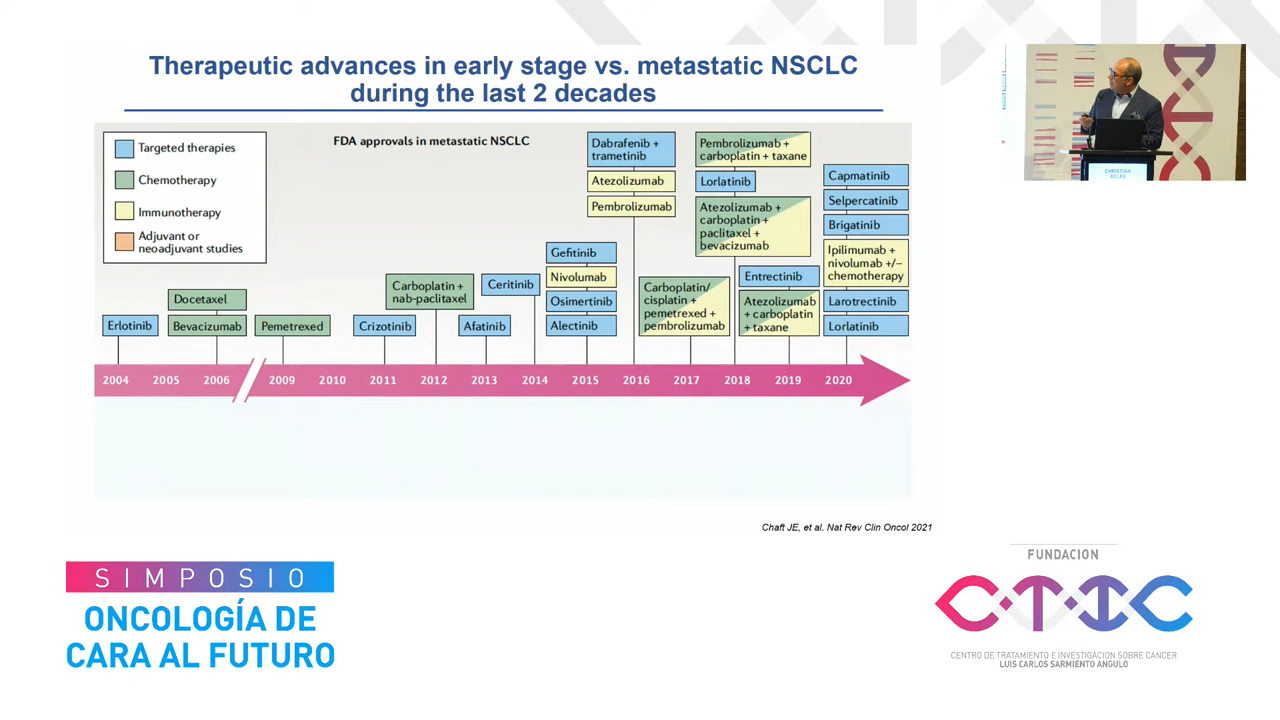 Therapeutic advances in early stage vs. metastatic NSCLC
during the last 2 decades
Targeted therapies
Chemotherapy
Immunotherapy
Adjuvant or
neoadjuvant studies
FDA approvals in metastatic NSCLC
Erlotinib
Docetaxel
Bevacizumab
Pemetrexed
Crizotinib
Carboplatin +
nab-paclitaxel
Afatinib
Ceritinib
Gefitinib
Nivolumab
Osimertinib
Alectinib
Dabrafenib +
trametinib
Atezolizumab
Pembrolizumab
Carboplatin/
cisplatin +
pemetrexed +
pembrolizumab
Pembrolizumab +
carboplatin + taxane
Lorlatinib
Atezolizumab +
carboplatin +
paclitaxel +
bevacizumab
Entrectinib
Atezolizumab
+ carboplatin
+ taxane
Capmatinib
Selpercatinib
Brigatinib
Ipilimumab +
nivolumab +/−
chemotherapy
Larotrectinib
Lorlatinib
2004 2005 2006 2009 2010 2011 2012 2013 2014 2015 2016 2017 2018 2019 2020
Chaft JE, et al. Nat Rev Clin Oncol 2021
CHRISTIAN
ROLFO
SIMPOSIO
ONCOLOGÍA DE
CARA AL FUTURO
FUNDACION
CTIC
CENTRO DE TRATAMIENTO E INVESTIGACION SOBRE CANCER
LUIS CARLOS SARMIENTO ANGULO